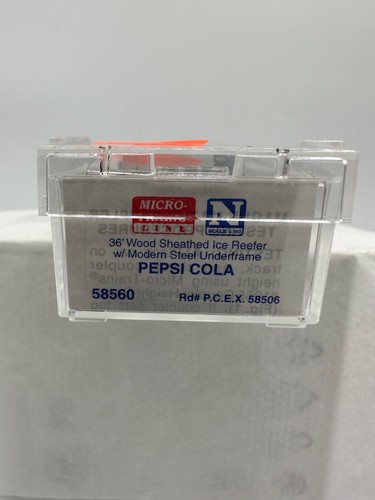 MICRO-
TRAINS
LINE
N
SCALE 1:160
36' Wood Sheathed Ice Reefer
w/ Modern Steel Underframe
PEPSI COLA
58560 Rd# P.C.E.X. 58506